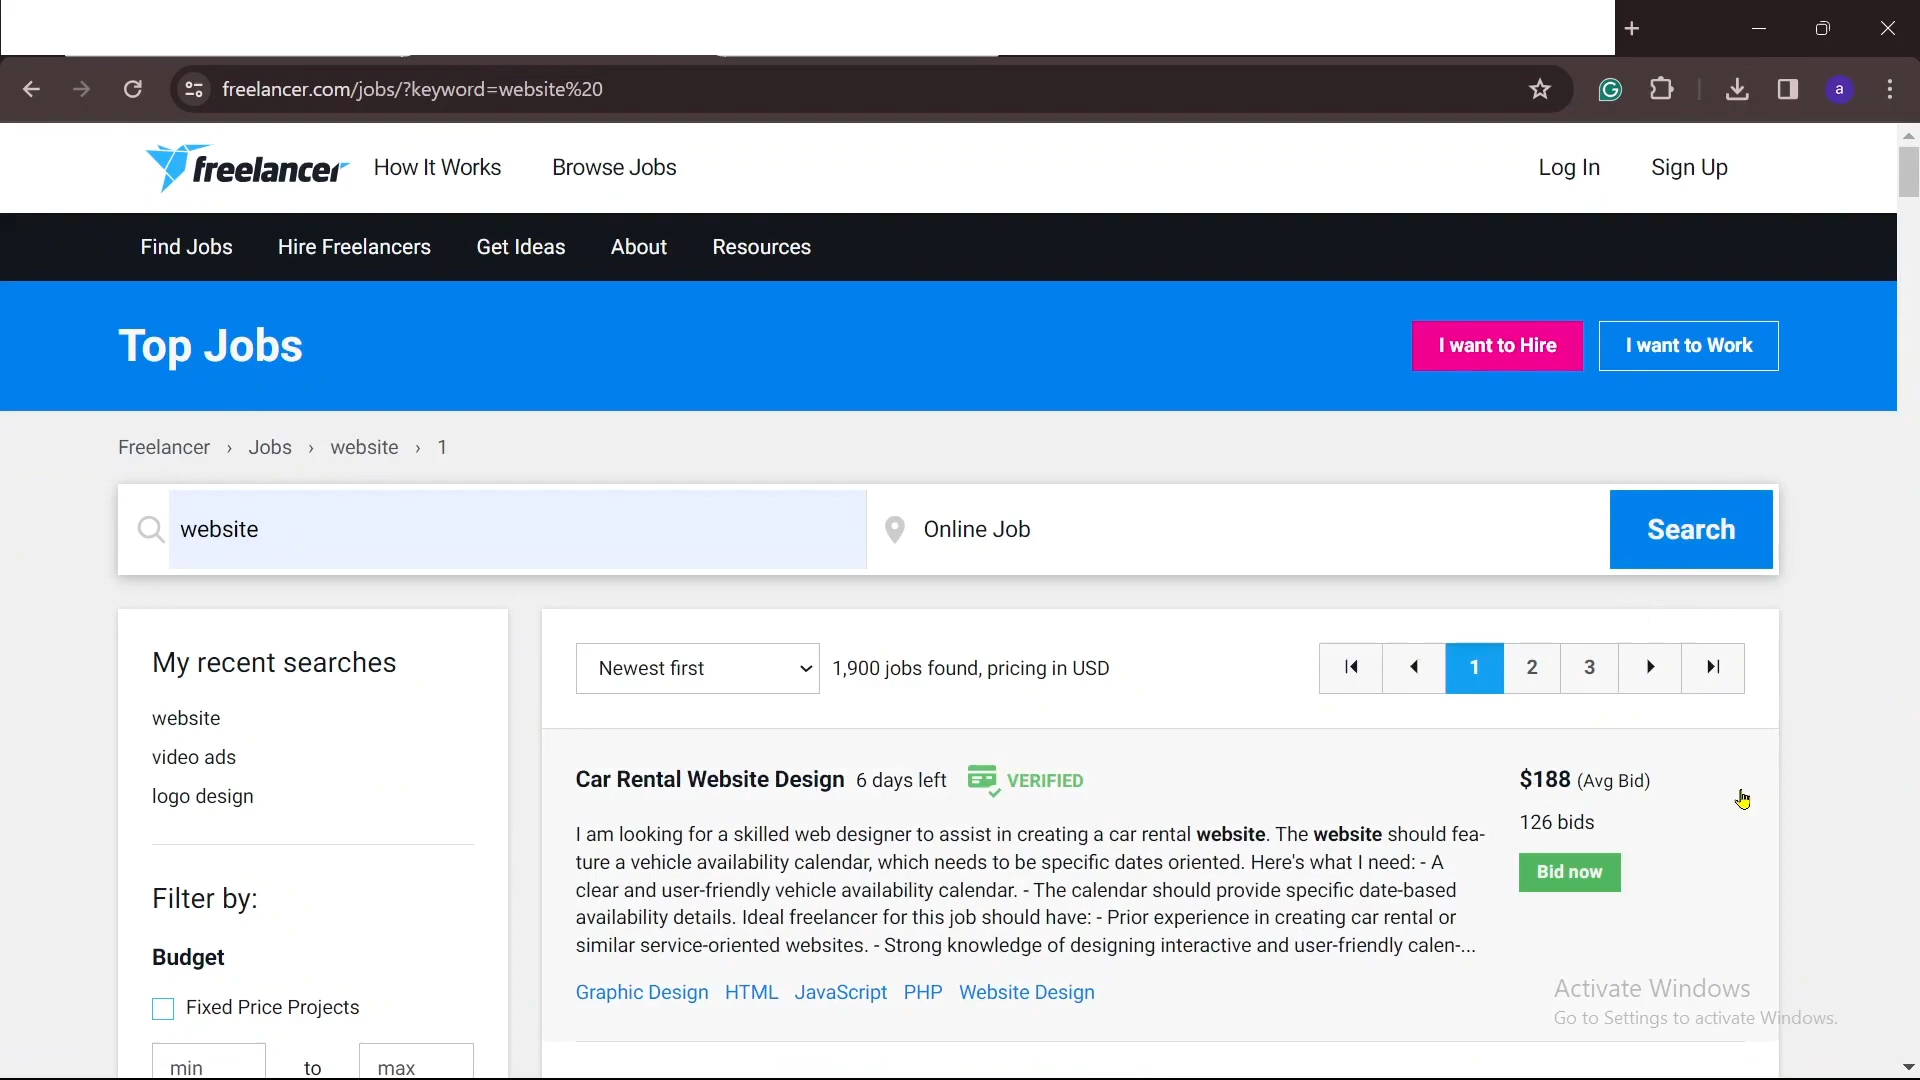 freelancer.com/jobs/?keyword=website%20
a
freelancer How It Works Browse Jobs Log In Sign Up
Find Jobs Hire Freelancers Get Ideas About Resources
Top Jobs I want to Hire I want to Work
Freelancer › Jobs › website › 1
website Online Job Search
My recent searches
website
video ads
logo design
Filter by:
Budget
Fixed Price Projects
min to max
Newest first 1,900 jobs found, pricing in USD 1 2 3
Car Rental Website Design 6 days left VERIFIED
$188 (Avg Bid)
126 bids
Bid now
I am looking for a skilled web designer to assist in creating a car rental website. The website should fea-
ture a vehicle availability calendar, which needs to be specific dates oriented. Here's what I need: - A
clear and user-friendly vehicle availability calendar. - The calendar should provide specific date-based
availability details. Ideal freelancer for this job should have: - Prior experience in creating car rental or
similar service-oriented websites. - Strong knowledge of designing interactive and user-friendly calen-...
Graphic Design HTML JavaScript PHP Website Design
Activate Windows
Go to Settings to activate Windows.